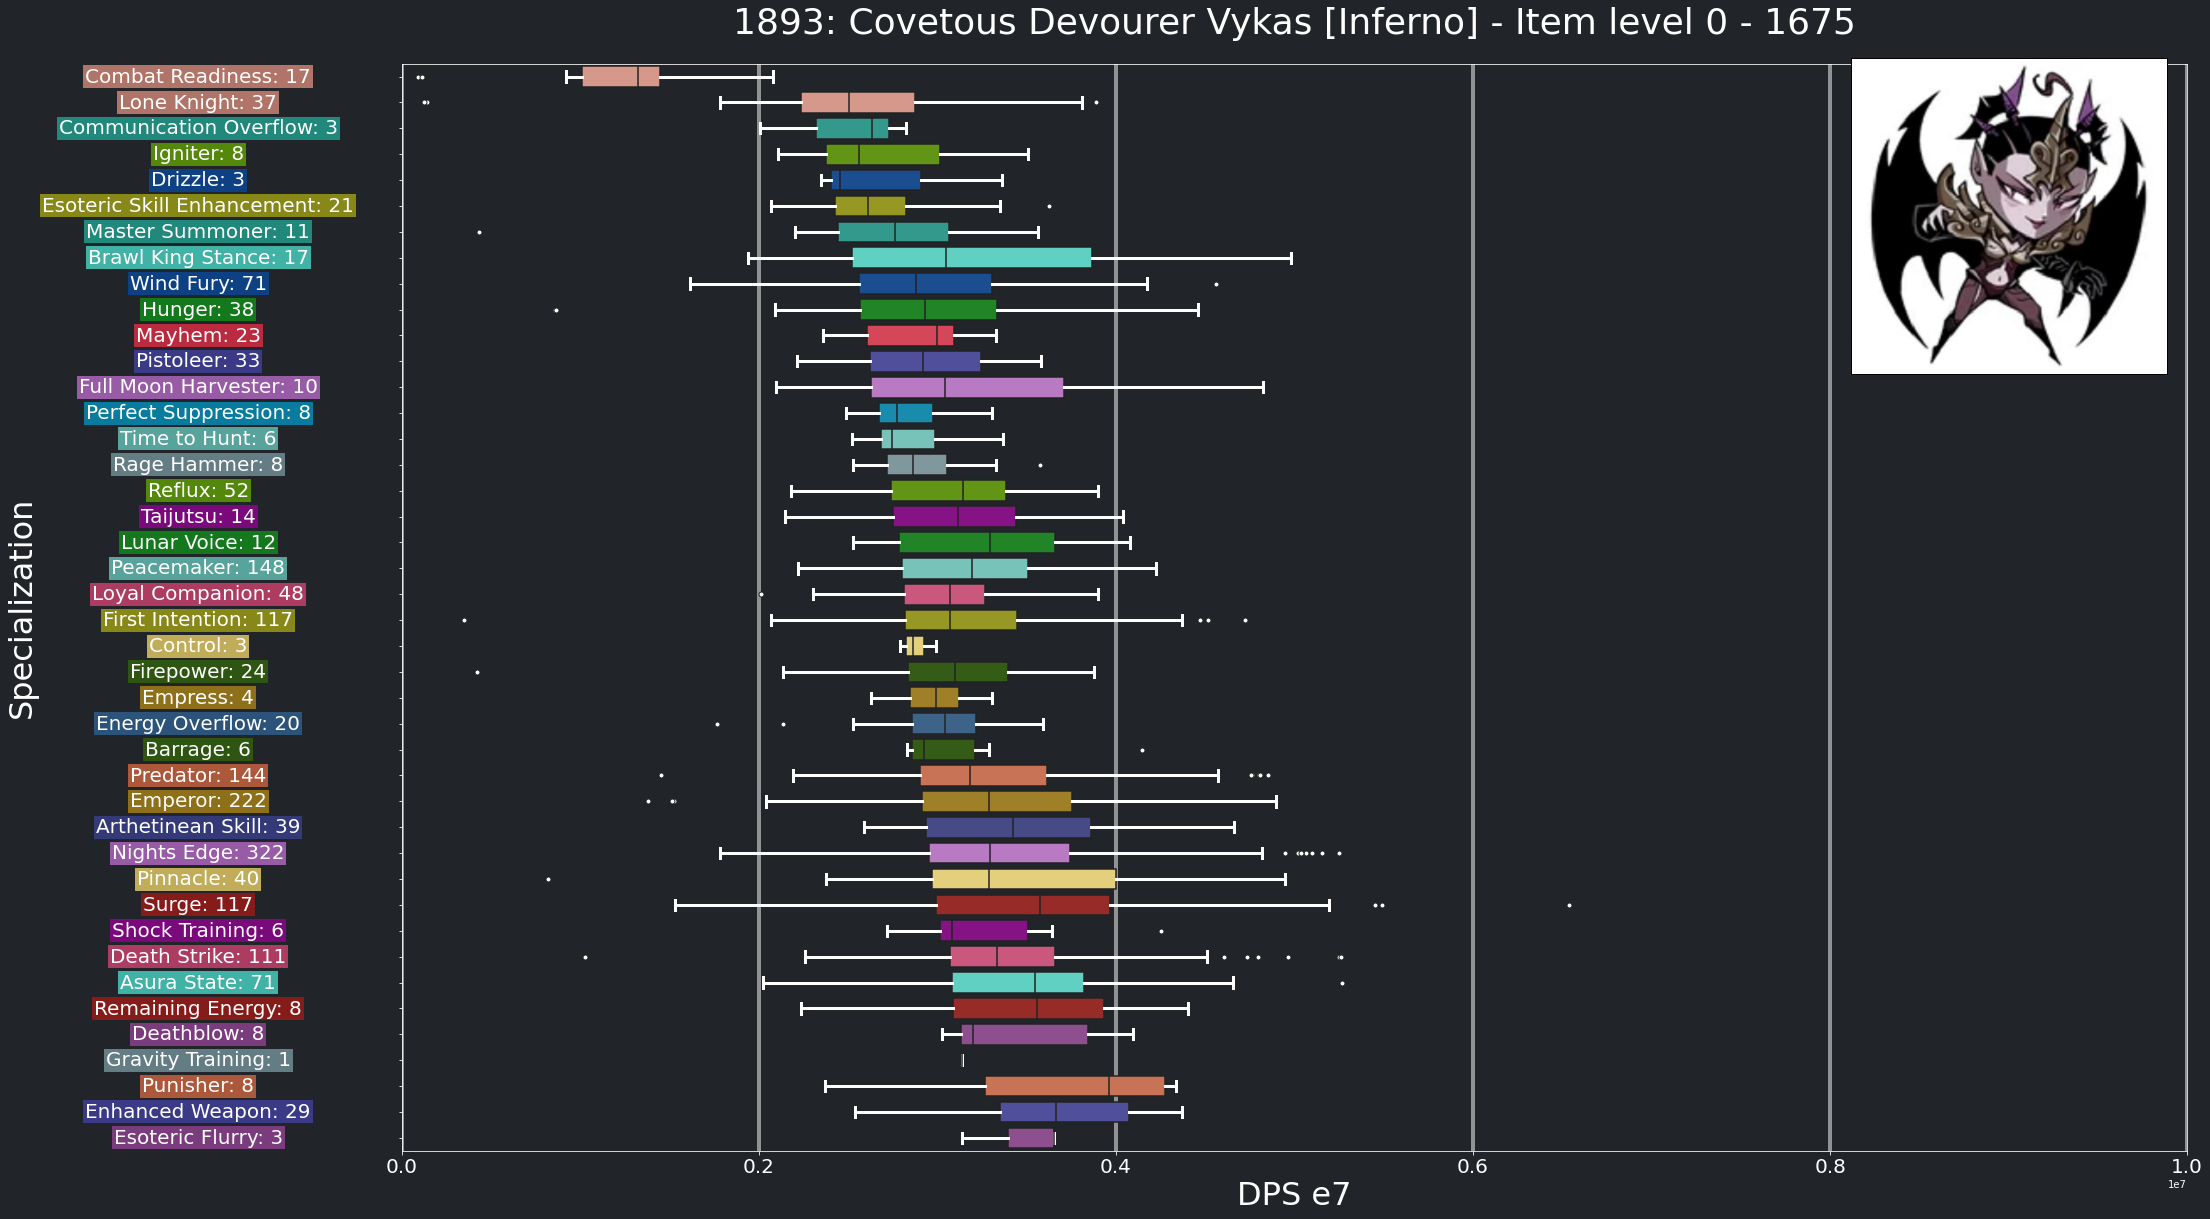 1893: Covetous Devourer Vykas [Inferno] - Item level 0 - 1675
Combat Readiness: 17
Lone Knight: 37
Communication Overflow: 3
Igniter: 8
Drizzle: 3
Esoteric Skill Enhancement: 21
Master Summoner: 11
Brawl King Stance: 17
Wind Fury: 71
Hunger: 38
Mayhem: 23
Pistoleer: 33
Full Moon Harvester: 10
Perfect Suppression: 8
Time to Hunt: 6
Rage Hammer: 8
Reflux: 52
Taijutsu: 14
Lunar Voice: 12
Peacemaker: 148
Loyal Companion: 48
First Intention: 117
Control: 3
Firepower: 24
Empress: 4
Energy Overflow: 20
Barrage: 6
Predator: 144
Emperor: 222
Arthetinean Skill: 39
Nights Edge: 322
Pinnacle: 40
Surge: 117
Shock Training: 6
Death Strike: 111
Asura State: 71
Remaining Energy: 8
Deathblow: 8
Gravity Training: 1
Punisher: 8
Enhanced Weapon: 29
Esoteric Flurry: 3
Specialization
0.0 0.2 0.4 0.6 0.8 1.0
1e7
DPS e7